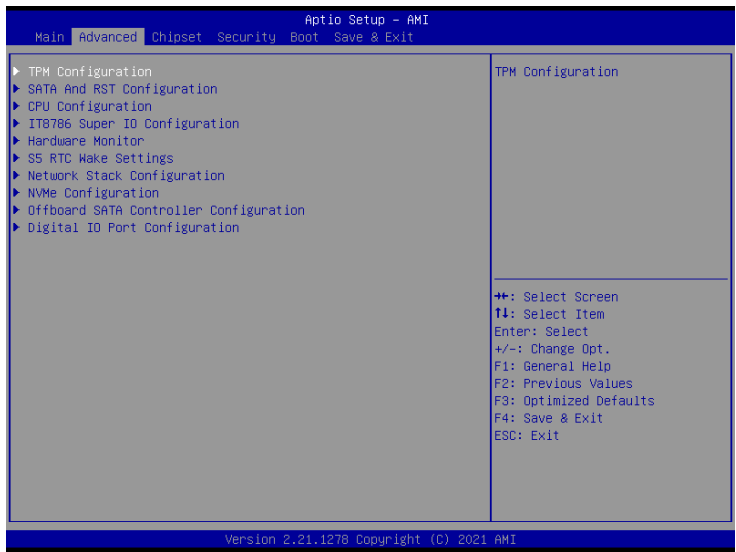 Aptio Setup – AMI
Main Advanced Chipset Security Boot Save & Exit
TPM Configuration
SATA And RST Configuration
CPU Configuration
IT8786 Super IO Configuration
Hardware Monitor
S5 RTC Wake Settings
Network Stack Configuration
NVMe Configuration
Offboard SATA Controller Configuration
Digital IO Port Configuration
TPM Configuration
→←: Select Screen
↑↓: Select Item
Enter: Select
+/-: Change Opt.
F1: General Help
F2: Previous Values
F3: Optimized Defaults
F4: Save & Exit
ESC: Exit
Version 2.21.1278 Copyright (C) 2021 AMI